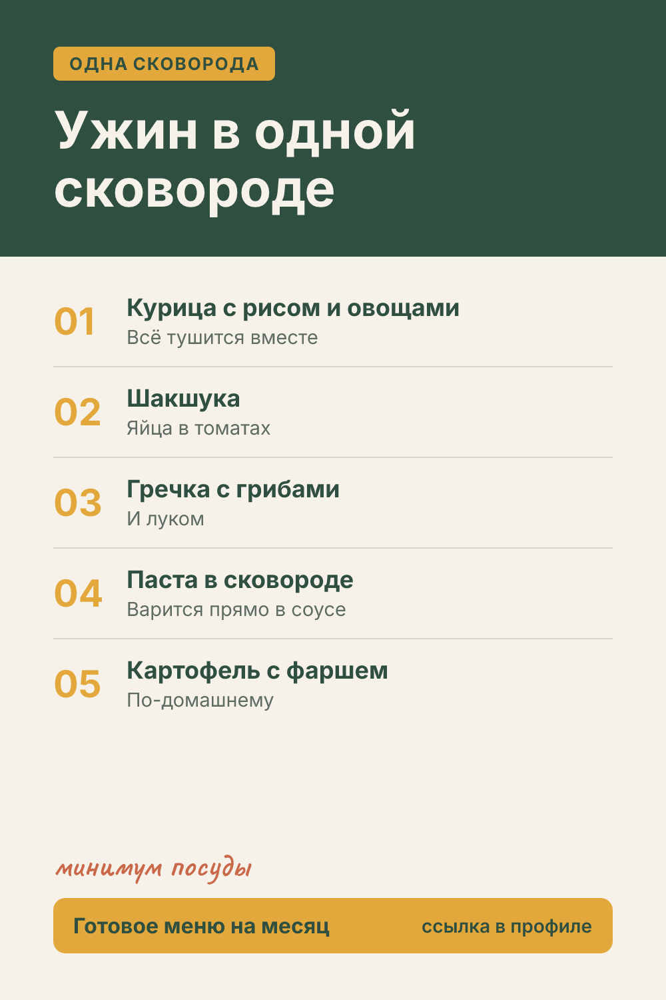 ОДНА СКОВОРОДА
Ужин в одной
сковороде
01
Курица с рисом и овощами
Всё тушится вместе
02
Шакшука
Яйца в томатах
03
Гречка с грибами
И луком
04
Паста в сковороде
Варится прямо в соусе
05
Картофель с фаршем
По-домашнему
минимум посуды
Готовое меню на месяц
ссылка в профиле